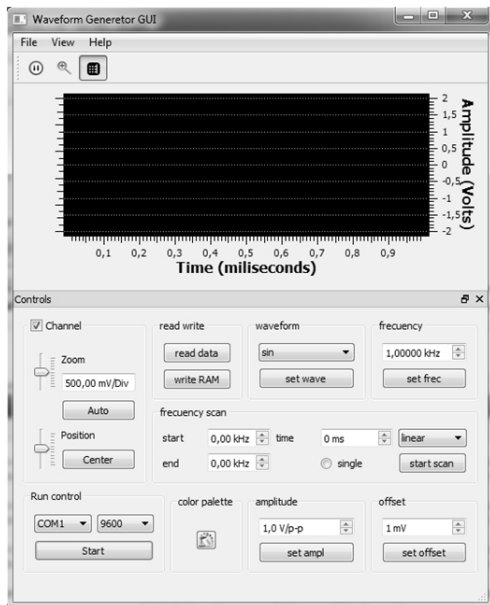 Waveform Generetor GUI
File View Help
2
1,5
1
0,5
0
-0,5
-1
-1,5
-2
Amplitude (Volts)
0,1 0,2 0,3 0,4 0,5 0,6 0,7 0,8 0,9
Time (miliseconds)
Controls
Channel
Zoom
500,00 mV/Div
Auto
Position
Center
read write
read data
write RAM
waveform
sin
set wave
frecuency
1,00000 kHz
set frec
frecuency scan
start 0,00 kHz time 0 ms linear
end 0,00 kHz single start scan
Run control
COM1 9600
Start
color palette
amplitude
1,0 V/p-p
set ampl
offset
1 mV
set offset